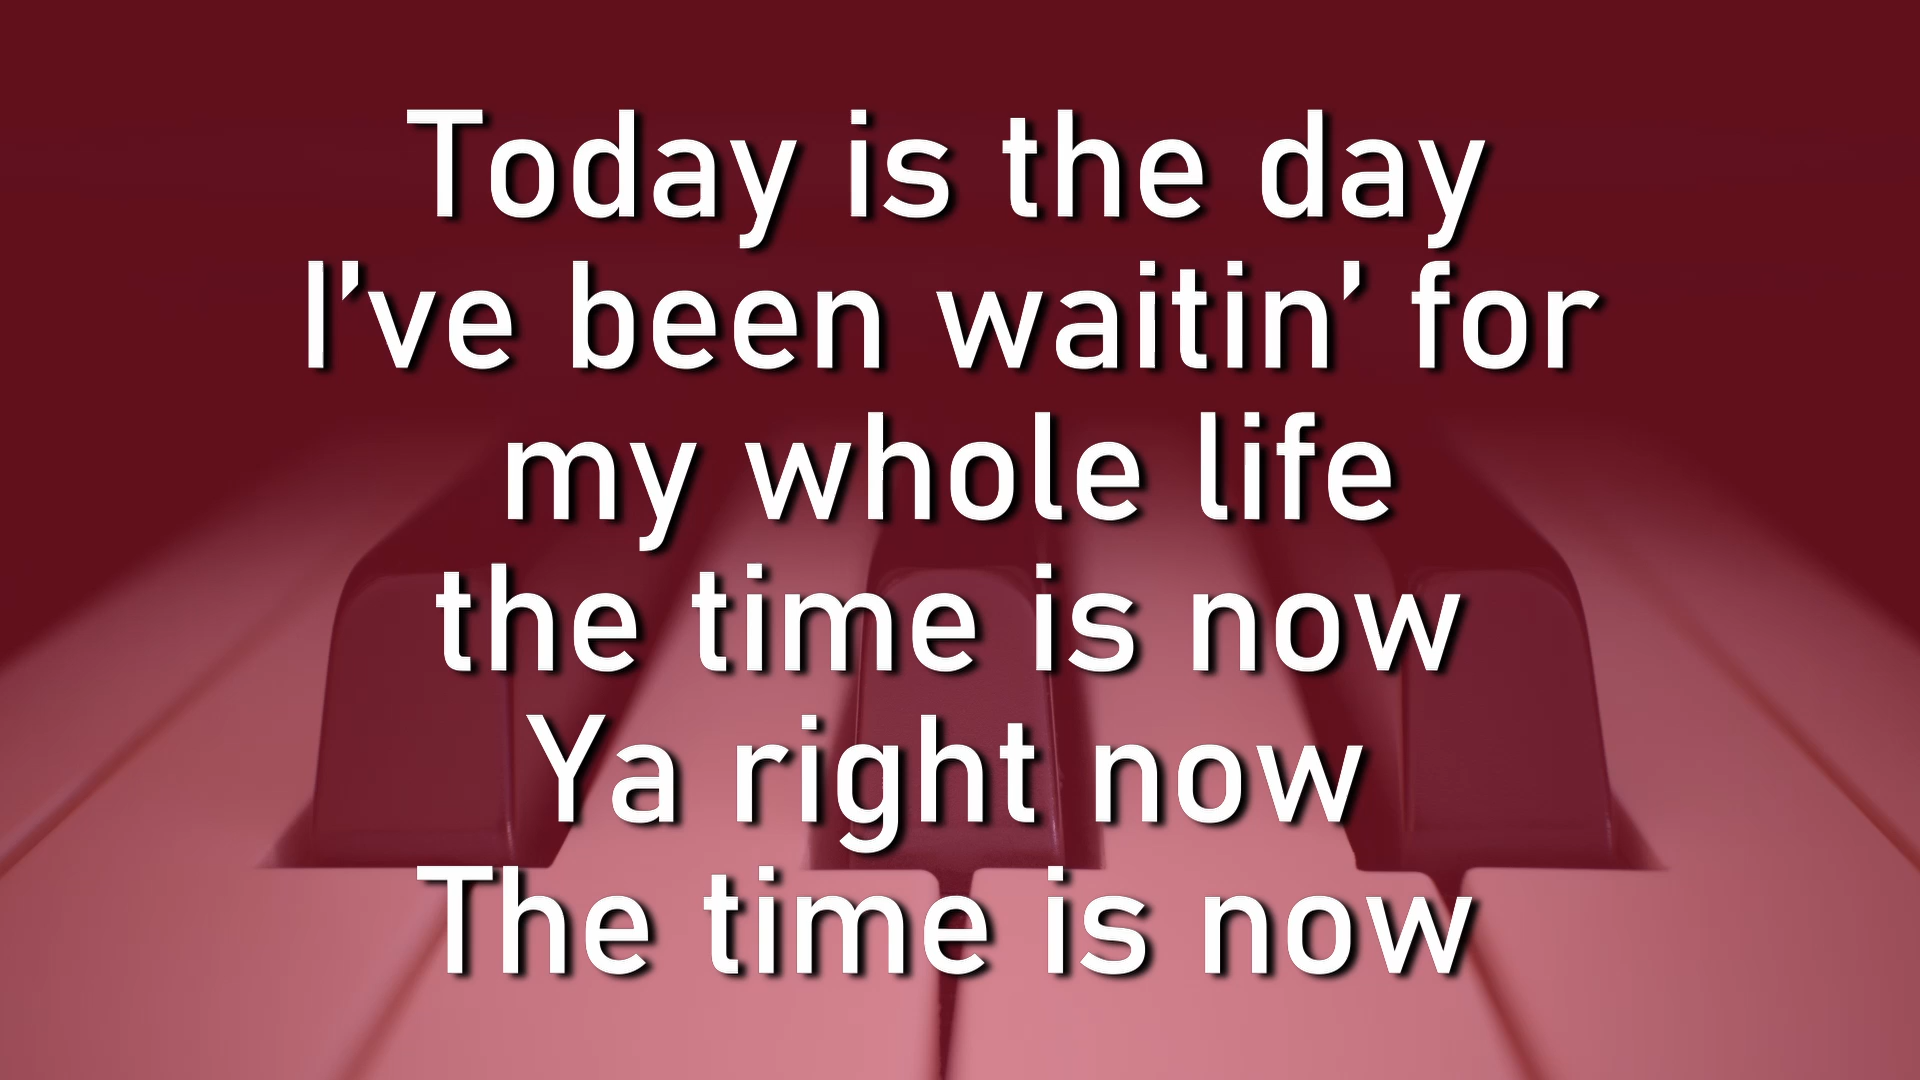 Today is the day
I’ve been waitin’ for
my whole life
the time is now
Ya right now
The time is now